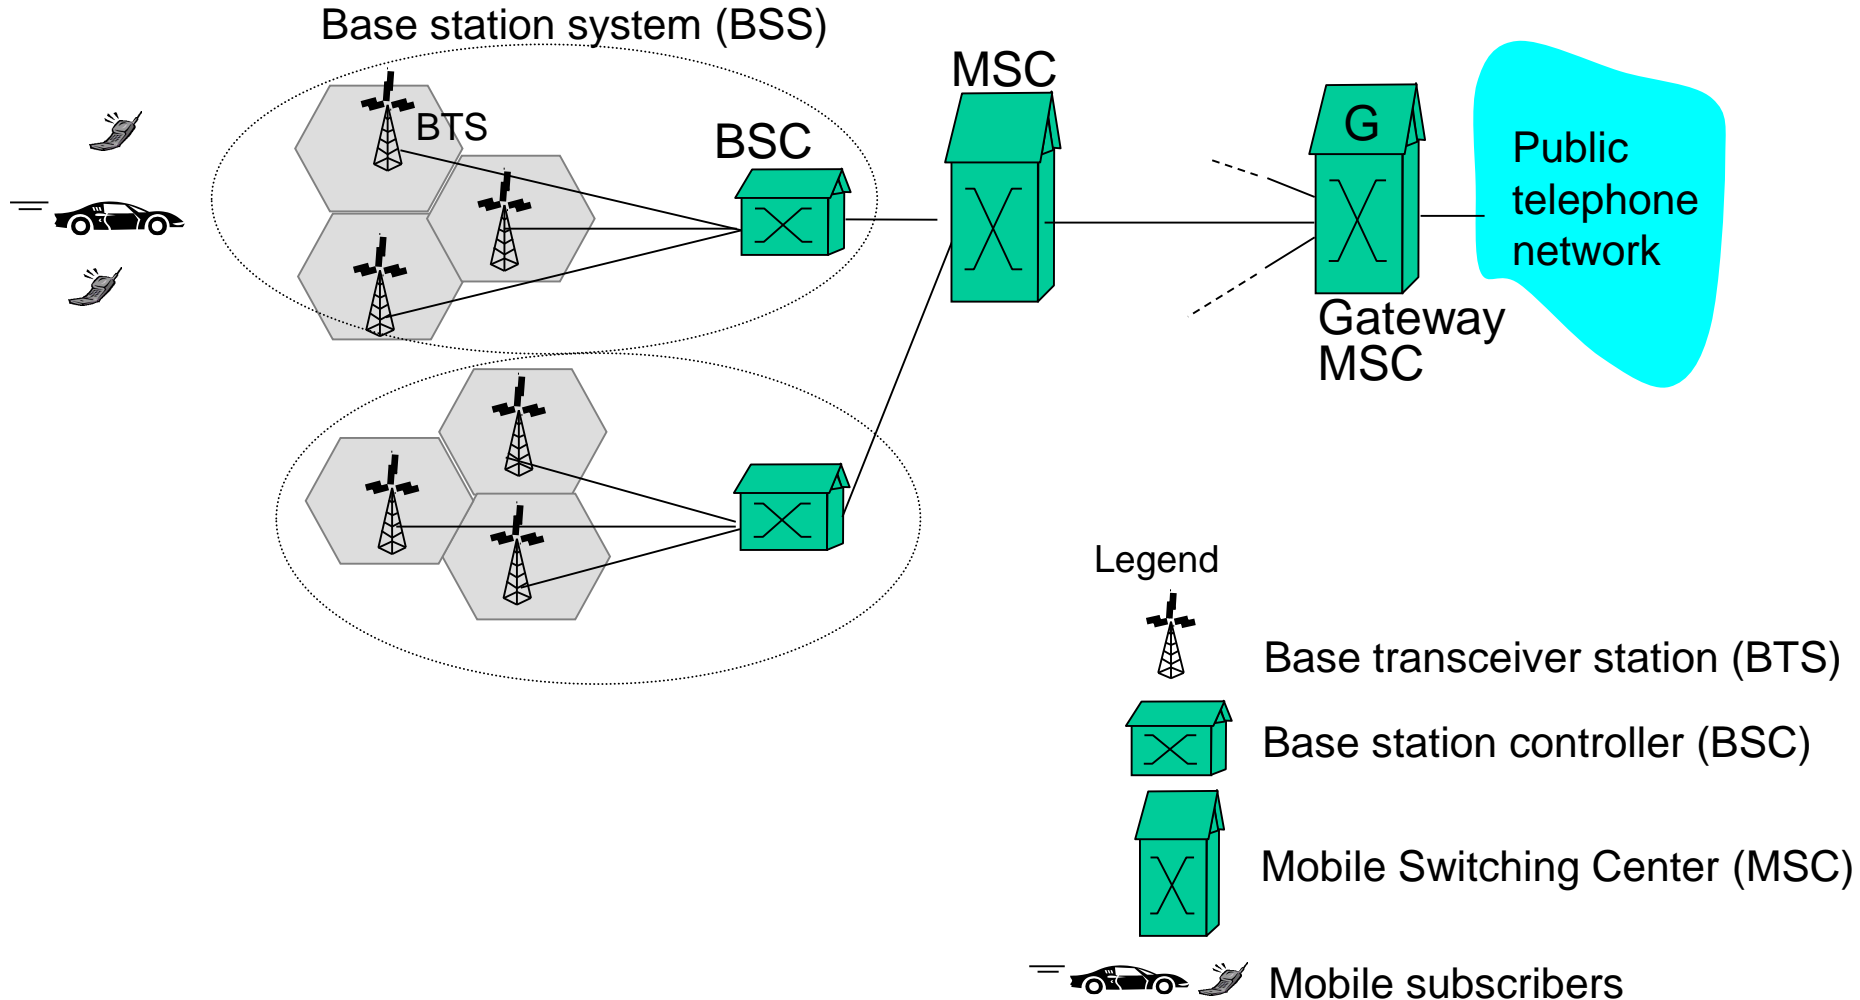 Base station system (BSS)
MSC
BTS
BSC
G
Public
telephone
network
Gateway
MSC
Legend
Base transceiver station (BTS)
Base station controller (BSC)
Mobile Switching Center (MSC)
Mobile subscribers